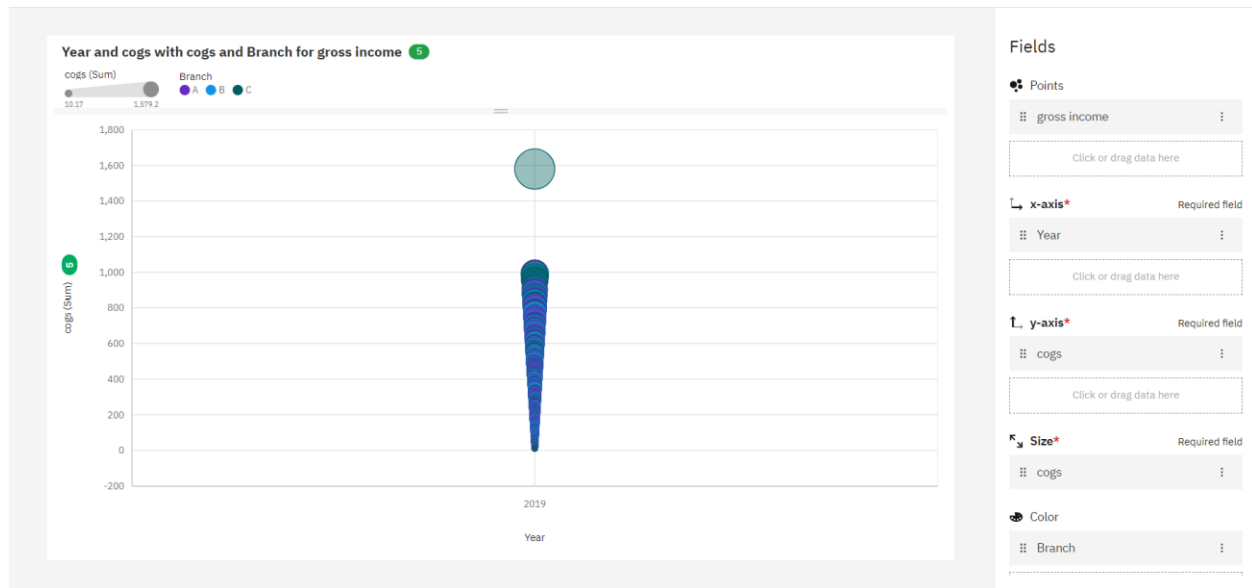 Year and cogs with cogs and Branch for gross income 5
cogs (Sum)
10.17 1,579.2
Branch
A B C
1,800
1,600
1,400
1,200
1,000
800
600
400
200
0
-200
cogs (Sum) 5
2019
Year
Fields
Points
gross income
Click or drag data here
x-axis* Required field
Year
Click or drag data here
y-axis* Required field
cogs
Click or drag data here
Size* Required field
cogs
Color
Branch